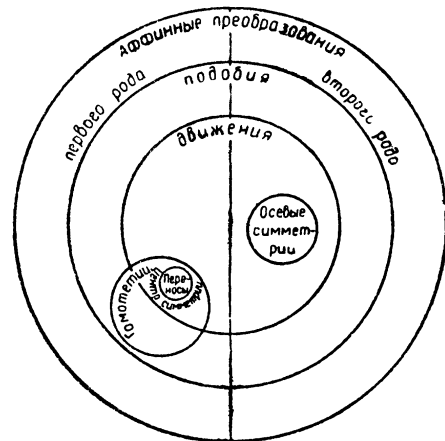 Аффинные преобразования
первого рода
подобия
второго рода
движения
Осевые
симмет-
рии
Гомотетии
Пере-
носы